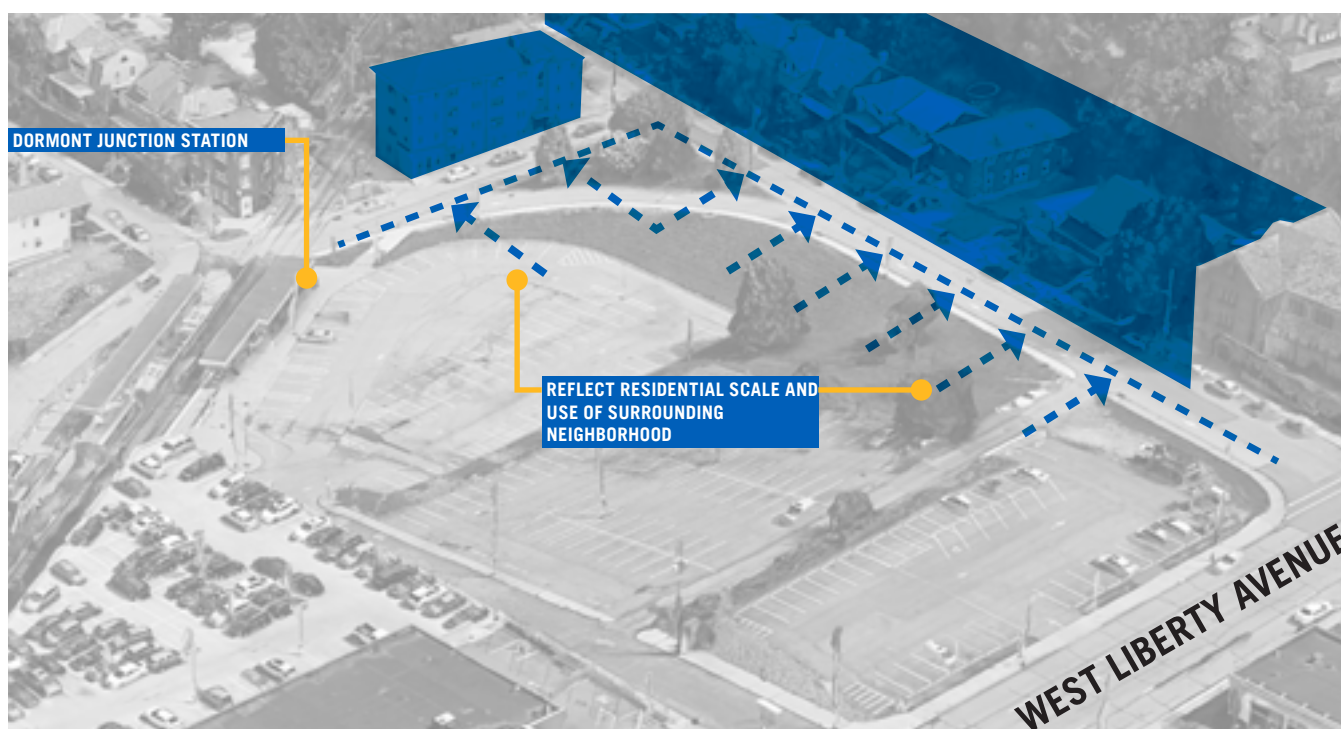 DORMONT JUNCTION STATION
REFLECT RESIDENTIAL SCALE AND
USE OF SURROUNDING
NEIGHBORHOOD
WEST LIBERTY AVENUE